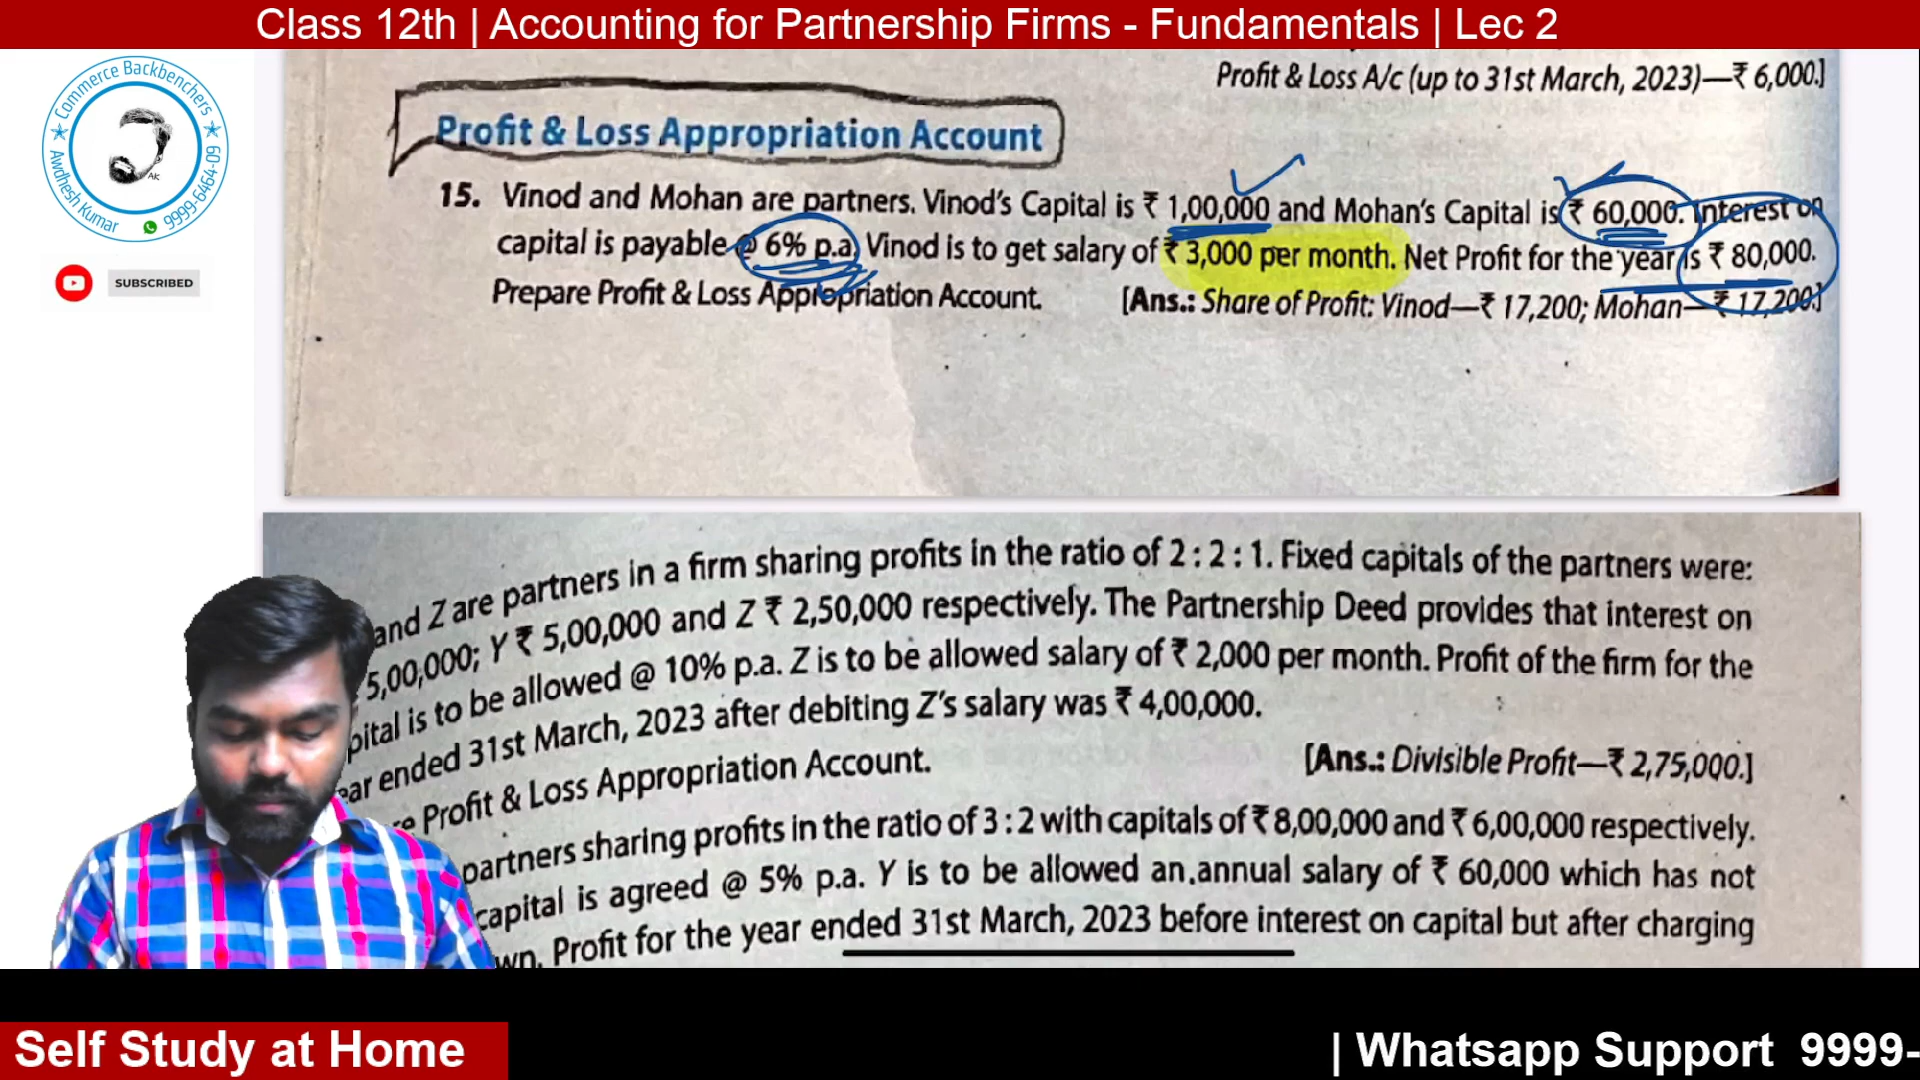 Class 12th | Accounting for Partnership Firms - Fundamentals | Lec 2
Commerce Backbenchers
Awdhesh Kumar
9999-6464-09
AK
SUBSCRIBED
Profit & Loss A/c (up to 31st March, 2023)—₹ 6,000.]
Profit & Loss Appropriation Account
15. Vinod and Mohan are partners. Vinod's Capital is ₹ 1,00,000 and Mohan's Capital is ₹ 60,000. Interest on
capital is payable @ 6% p.a. Vinod is to get salary of ₹ 3,000 per month. Net Profit for the year is ₹ 80,000.
Prepare Profit & Loss Appropriation Account. [Ans.: Share of Profit: Vinod—₹ 17,200; Mohan—₹ 17,200.]
and Z are partners in a firm sharing profits in the ratio of 2 : 2 : 1. Fixed capitals of the partners were:
5,00,000; Y ₹ 5,00,000 and Z ₹ 2,50,000 respectively. The Partnership Deed provides that interest on
pital is to be allowed @ 10% p.a. Z is to be allowed salary of ₹ 2,000 per month. Profit of the firm for the
ear ended 31st March, 2023 after debiting Z's salary was ₹ 4,00,000.
Profit & Loss Appropriation Account. [Ans.: Divisible Profit—₹ 2,75,000.]
partners sharing profits in the ratio of 3 : 2 with capitals of ₹ 8,00,000 and ₹ 6,00,000 respectively.
capital is agreed @ 5% p.a. Y is to be allowed an annual salary of ₹ 60,000 which has not
wn. Profit for the year ended 31st March, 2023 before interest on capital but after charging
Self Study at Home
| Whatsapp Support 9999-